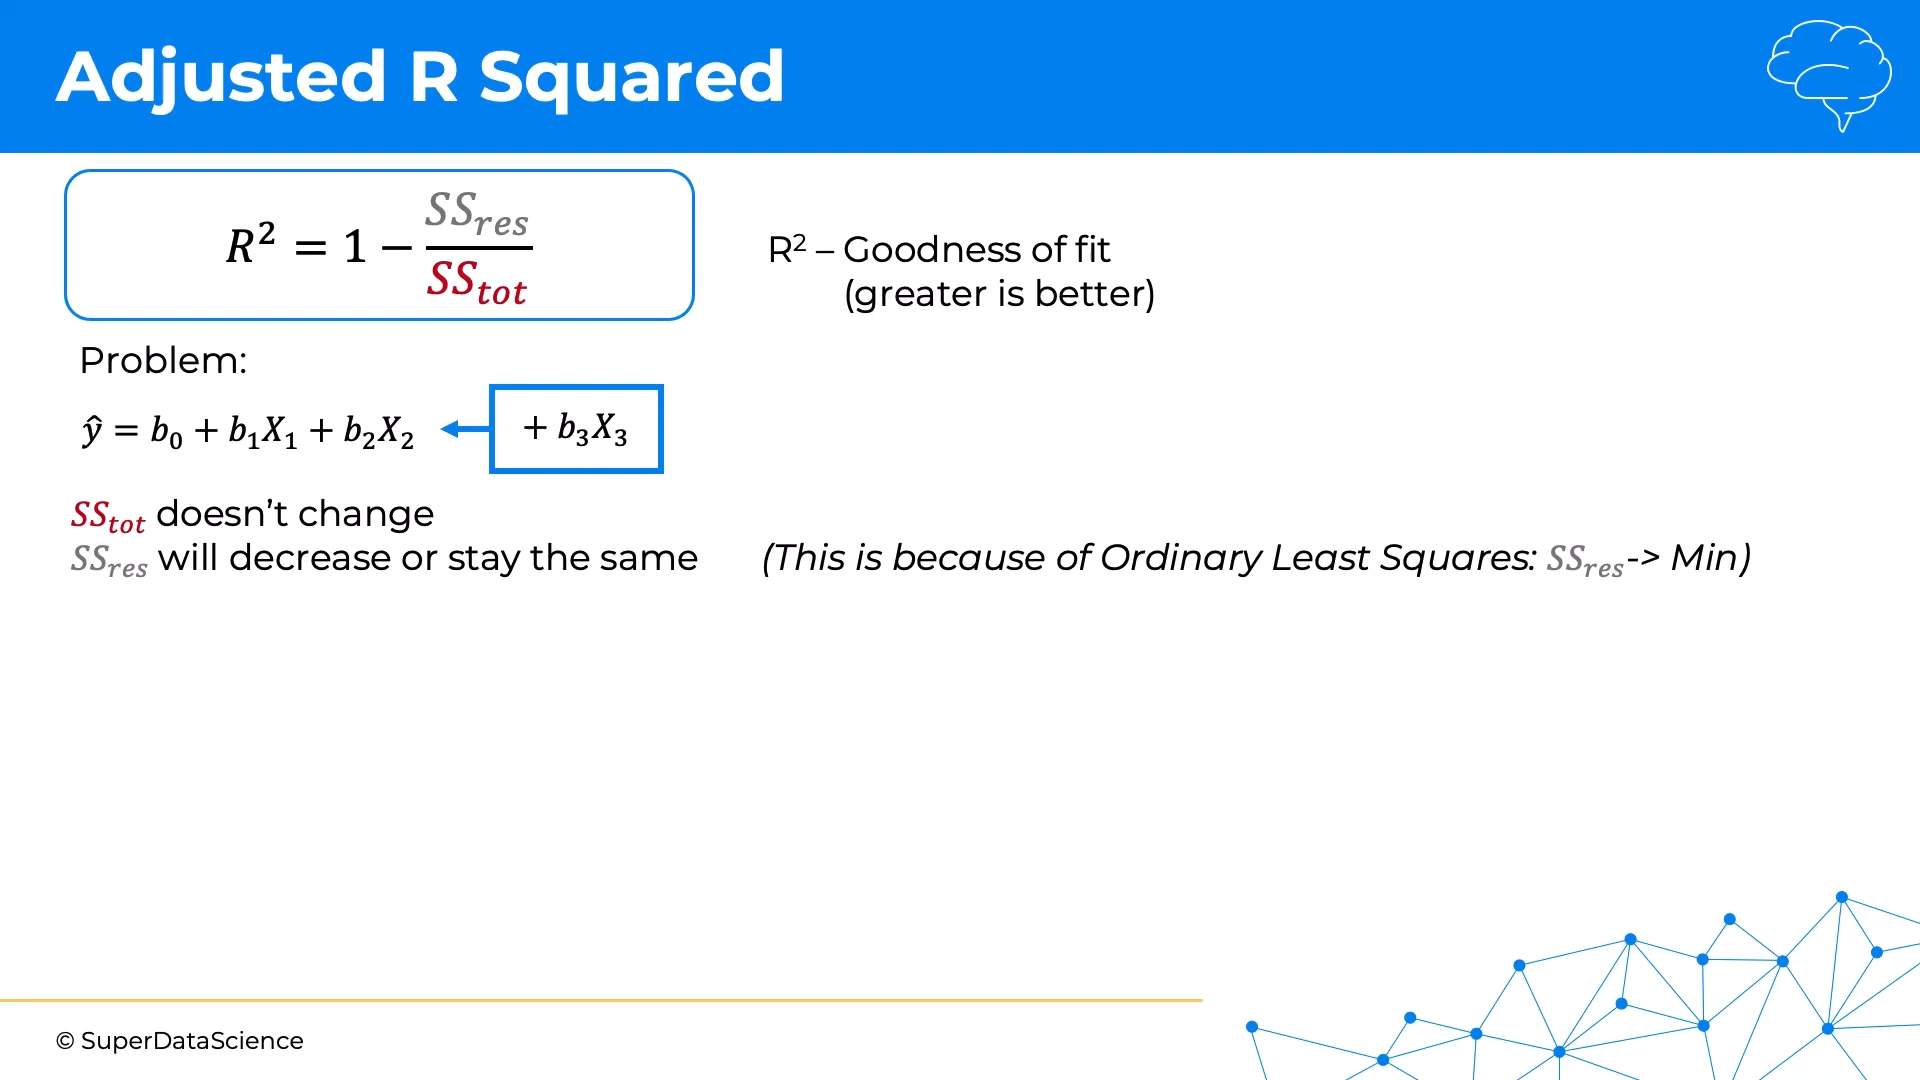 Adjusted R Squared
R² = 1 − SS_res / SS_tot
R² – Goodness of fit
(greater is better)
Problem:
ŷ = b₀ + b₁X₁ + b₂X₂ + b₃X₃
SS_tot doesn’t change
SS_res will decrease or stay the same (This is because of Ordinary Least Squares: SS_res -> Min)
© SuperDataScience